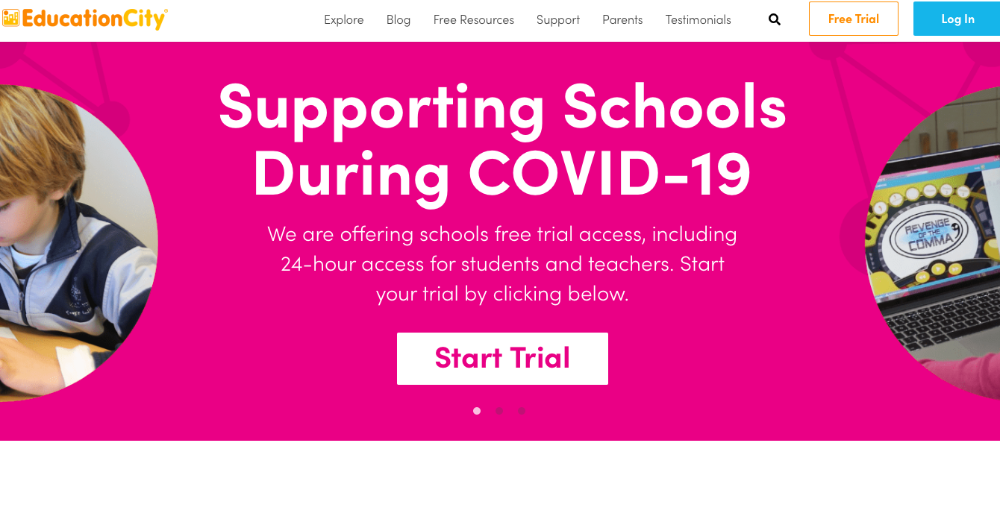 EducationCity
Explore Blog Free Resources Support Parents Testimonials
Free Trial
Log In
Supporting Schools
During COVID-19
We are offering schools free trial access, including
24-hour access for students and teachers. Start
your trial by clicking below.
REVENGE
OF THE
COMMA
Start Trial